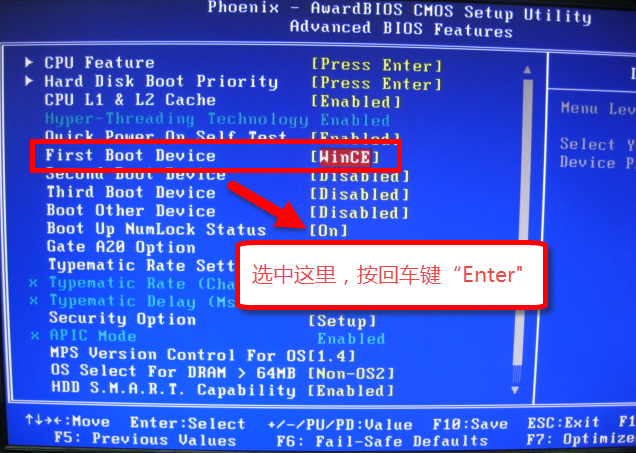 Phoenix - AwardBIOS CMOS Setup Utility
Advanced BIOS Features
CPU Feature [Press Enter]
Hard Disk Boot Priority [Press Enter]
CPU L1 & L2 Cache [Enabled]
Hyper-Threading Technology Enabled
Menu Lev
Quick Power On Self Test [Enabled]
Select Y
First Boot Device [WinCE]
Device P
Second Boot Device [Disabled]
Third Boot Device [Disabled]
Boot Other Device [Disabled]
Boot Up NumLock Status [On]
Gate A20 Option
Typematic Rate Sett
选中这里，按回车键“Enter"
x Typematic Rate (Cha
x Typematic Delay (Ms
Security Option [Setup]
x APIC Mode Enabled
MPS Version Control For OS[1.4]
OS Select For DRAM > 64MB [Non-OS2]
HDD S.M.A.R.T. Capability [Enabled]
↑↓→←:Move Enter:Select +/-/PU/PD:Value F10:Save ESC:Exit F1
F5: Previous Values F6: Fail-Safe Defaults F7: Optimize